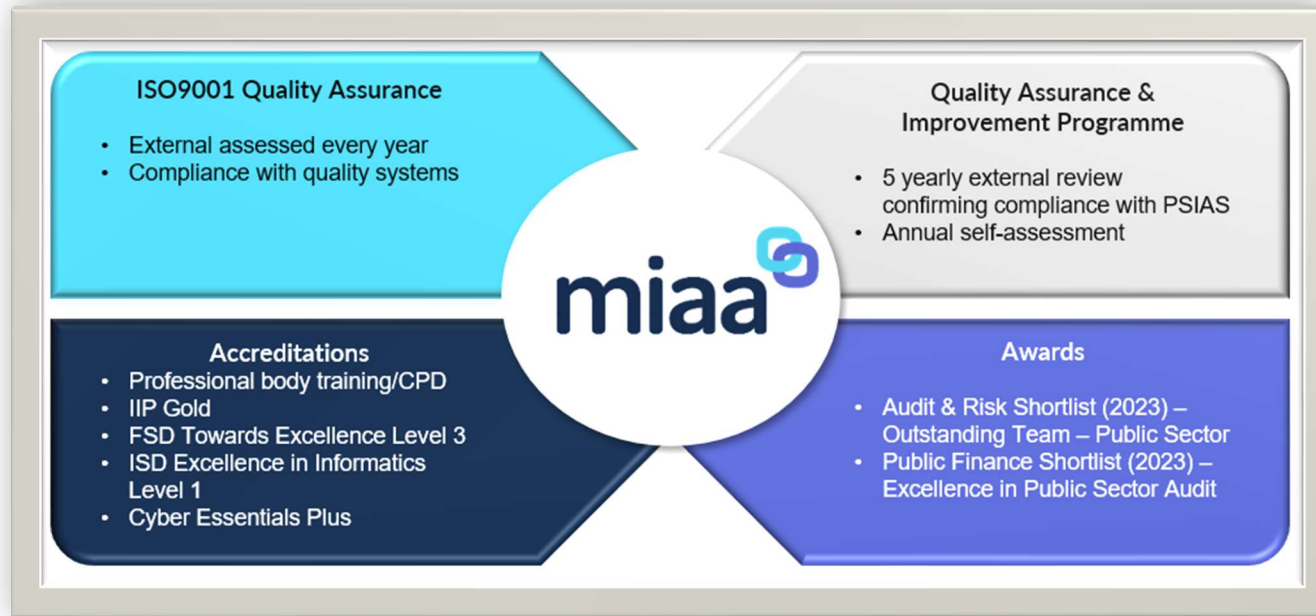 ISO9001 Quality Assurance
• External assessed every year
• Compliance with quality systems
Quality Assurance &
Improvement Programme
• 5 yearly external review
confirming compliance with PSIAS
• Annual self-assessment
miaa
Accreditations
• Professional body training/CPD
• IIP Gold
• FSD Towards Excellence Level 3
• ISD Excellence in Informatics
Level 1
• Cyber Essentials Plus
Awards
• Audit & Risk Shortlist (2023) –
Outstanding Team – Public Sector
• Public Finance Shortlist (2023) –
Excellence in Public Sector Audit